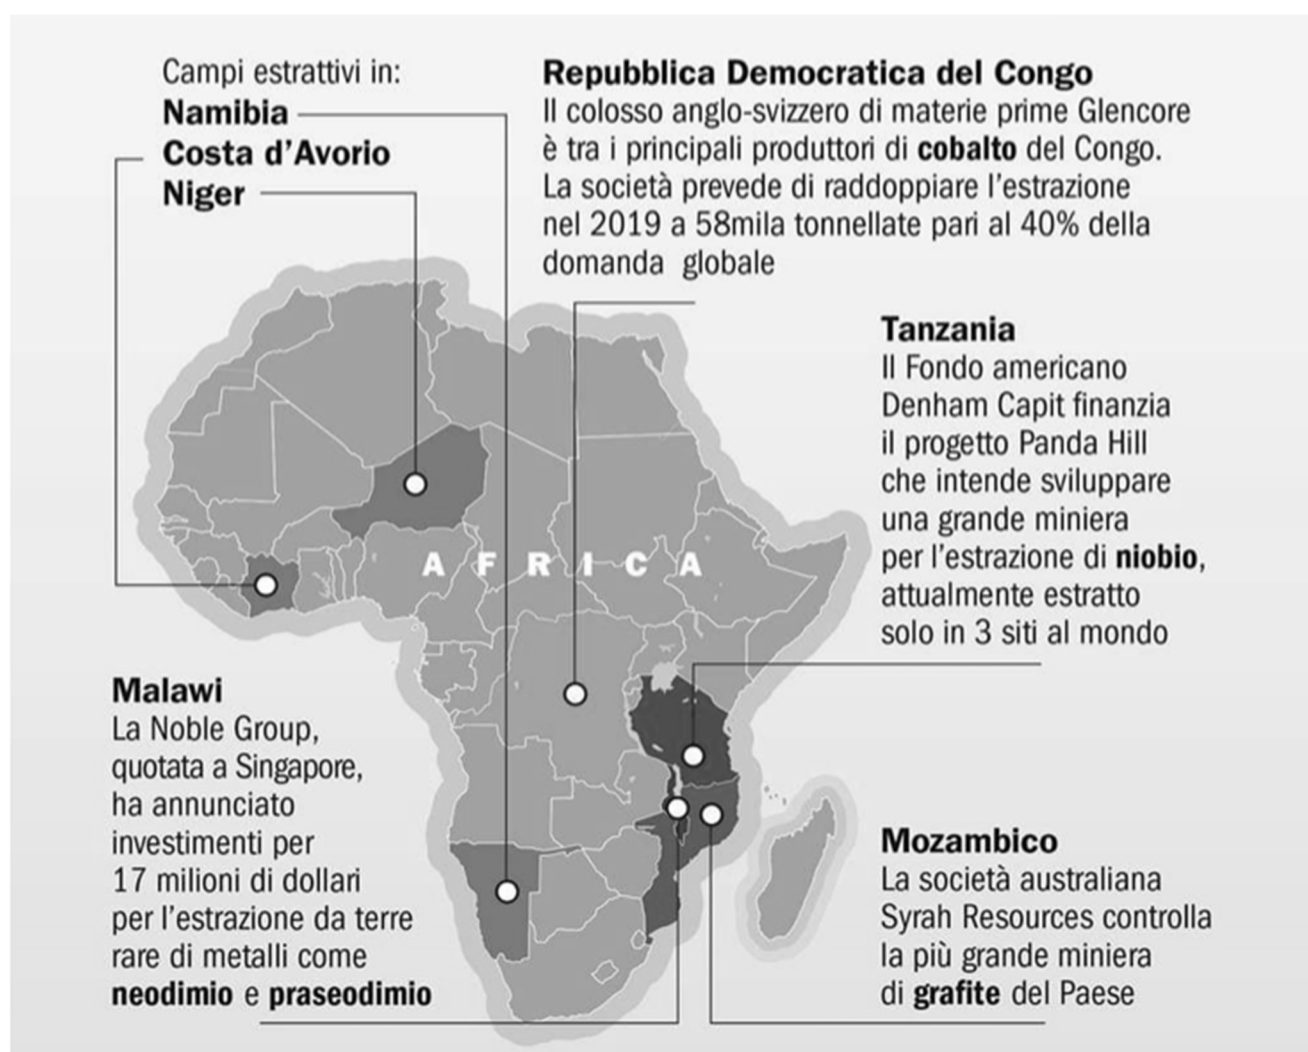 Campi estrattivi in:
Namibia
Costa d'Avorio
Niger
Repubblica Democratica del Congo
Il colosso anglo-svizzero di materie prime Glencore
è tra i principali produttori di cobalto del Congo.
La società prevede di raddoppiare l'estrazione
nel 2019 a 58mila tonnellate pari al 40% della
domanda globale
Tanzania
Il Fondo americano
Denham Capit finanzia
il progetto Panda Hill
che intende sviluppare
una grande miniera
per l'estrazione di niobio,
attualmente estratto
solo in 3 siti al mondo
AFRICA
Malawi
La Noble Group,
quotata a Singapore,
ha annunciato
investimenti per
17 milioni di dollari
per l'estrazione da terre
rare di metalli come
neodimio e praseodimio
Mozambico
La società australiana
Syrah Resources controlla
la più grande miniera
di grafite del Paese